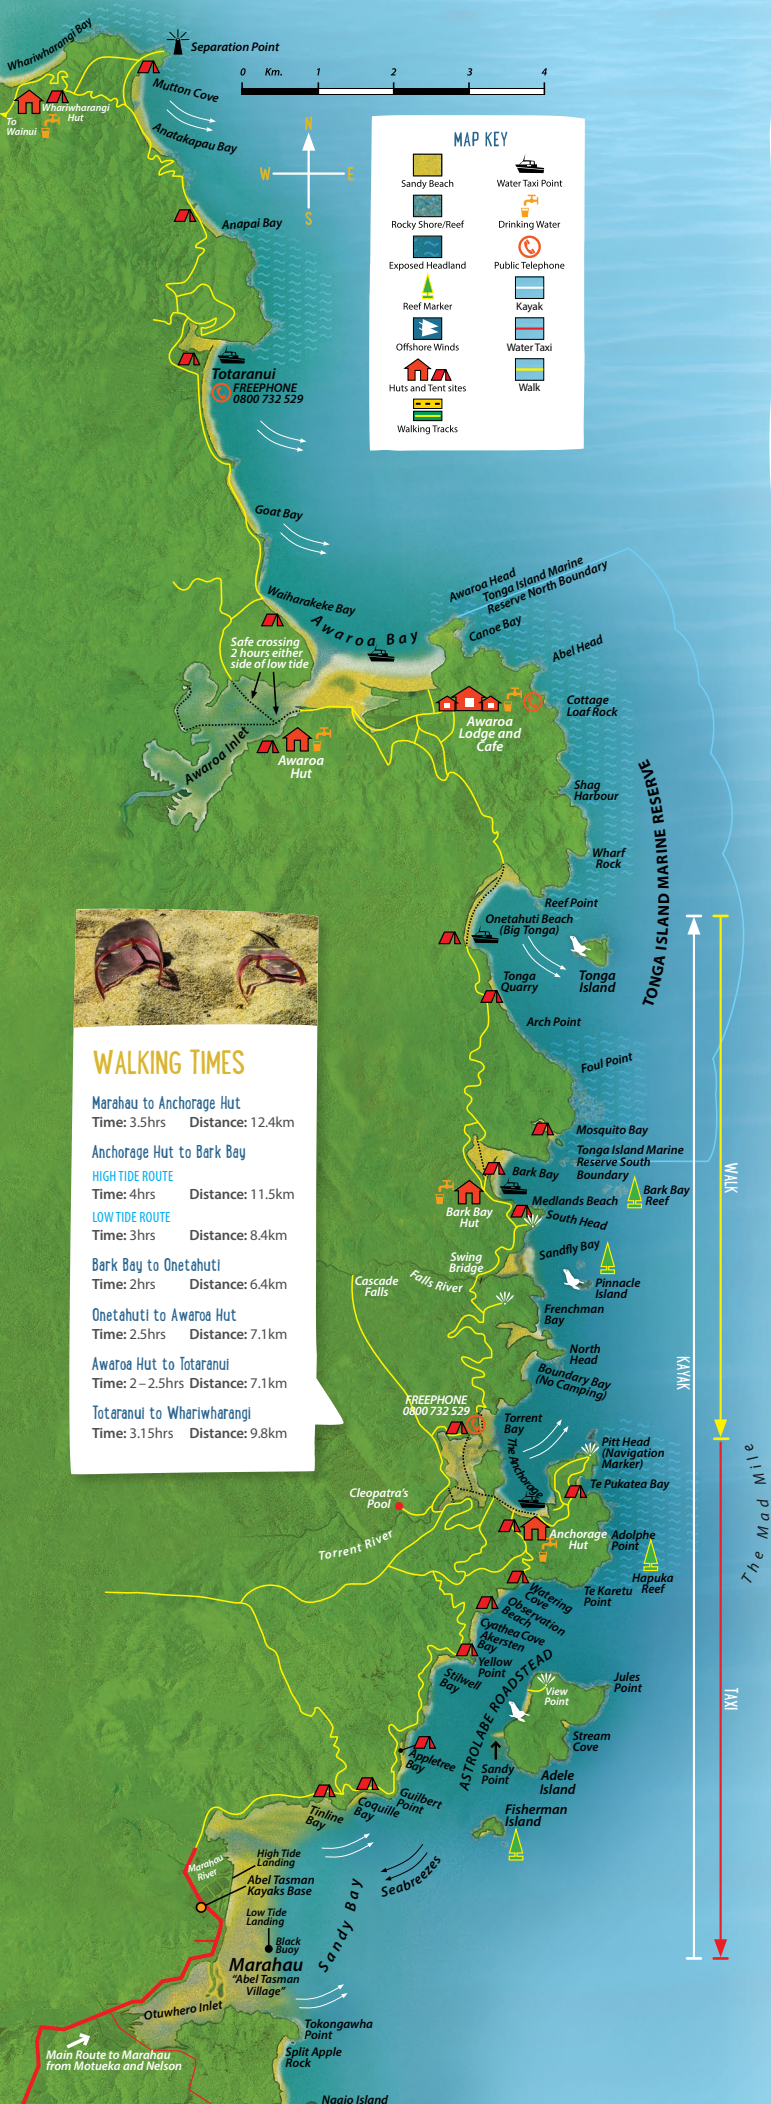 Whariwharangi Bay
Separation Point
0 Km. 1 2 3 4
Mutton Cove
Whariwharangi
Hut
To
Wainui
Anatakapau Bay
N
W E
S
Anapai Bay
MAP KEY
Sandy Beach
Water Taxi Point
Rocky Shore/Reef
Drinking Water
Exposed Headland
Public Telephone
Reef Marker
Kayak
Offshore Winds
Water Taxi
Huts and Tent sites
Walk
Walking Tracks
Totaranui
FREEPHONE
0800 732 529
Goat Bay
Waiharakeke Bay
Awaroa Bay
Awaroa Head
Tonga Island Marine
Reserve North Boundary
Canoe Bay
Abel Head
Safe crossing
2 hours either
side of low tide
Cottage
Loaf Rock
Awaroa
Lodge and
Cafe
Awaroa Inlet
Awaroa
Hut
Shag
Harbour
TONGA ISLAND MARINE RESERVE
Wharf
Rock
Reef Point
Onetahuti Beach
(Big Tonga)
Tonga
Island
Tonga
Quarry
Arch Point
Foul Point
Mosquito Bay
Tonga Island Marine
Reserve South
Boundary
Bark Bay
Bark Bay
Reef
Bark Bay
Hut
Medlands Beach
South Head
WALK
WALKING TIMES
Marahau to Anchorage Hut
Time: 3.5hrs Distance: 12.4km
Anchorage Hut to Bark Bay
HIGH TIDE ROUTE
Time: 4hrs Distance: 11.5km
LOW TIDE ROUTE
Time: 3hrs Distance: 8.4km
Bark Bay to Onetahuti
Time: 2hrs Distance: 6.4km
Onetahuti to Awaroa Hut
Time: 2.5hrs Distance: 7.1km
Awaroa Hut to Totaranui
Time: 2–2.5hrs Distance: 7.1km
Totaranui to Whariwharangi
Time: 3.15hrs Distance: 9.8km
Swing
Bridge
Sandfly Bay
Cascade
Falls
Falls River
Pinnacle
Island
Frenchman
Bay
North
Head
Boundary Bay
(No Camping)
KAYAK
FREEPHONE
0800 732 529
Torrent
Bay
The Anchorage
Pitt Head
(Navigation
Marker)
Te Pukatea Bay
The Mad Mile
Cleopatra's
Pool
Torrent River
Anchorage
Hut
Adolphe
Point
Hapuka
Reef
Te Karetu
Point
Watering
Cove
Observation
Beach
Cyathea Cove
Akersten
Bay
Yellow
Point
Stilwell
Bay
ASTROLABE ROADSTEAD
View
Point
Jules
Point
TAXI
Stream
Cove
Sandy
Point
Adele
Island
Appletree
Bay
Guilbert
Point
Coquille
Bay
Tinline
Bay
Fisherman
Island
Marahau
River
High Tide
Landing
Abel Tasman
Kayaks Base
Seabreezes
Low Tide
Landing
Black
Buoy
Sandy Bay
Marahau
"Abel Tasman
Village"
Otuwhero Inlet
Tokongawha
Point
Main Route to Marahau
from Motueka and Nelson
Split Apple
Rock
Ngaio Island